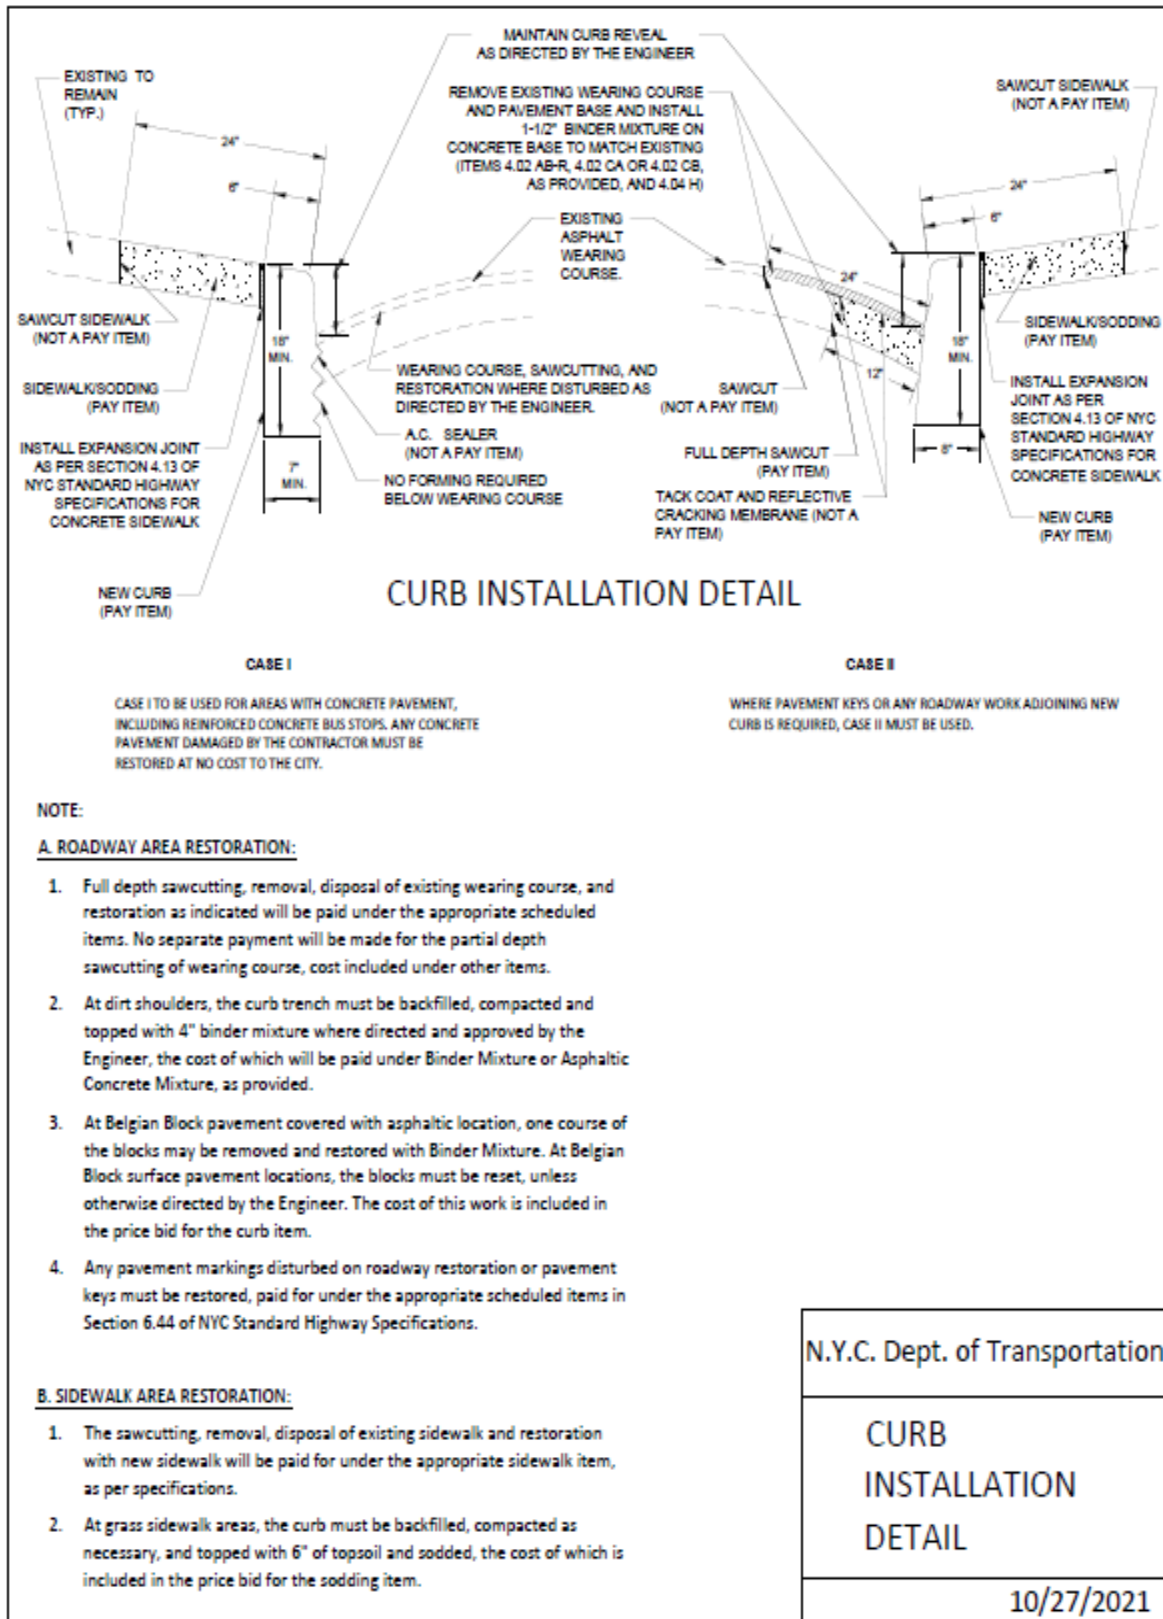 MAINTAIN CURB REVEAL
AS DIRECTED BY THE ENGINEER
EXISTING TO
REMAIN
(TYP.)
REMOVE EXISTING WEARING COURSE
AND PAVEMENT BASE AND INSTALL
1-1/2" BINDER MIXTURE ON
CONCRETE BASE TO MATCH EXISTING
(ITEMS 4.02 AB-R, 4.02 CA OR 4.02 CB,
AS PROVIDED, AND 4.04 H)
SAWCUT SIDEWALK
(NOT A PAY ITEM)
24"
6"
24"
6"
EXISTING
ASPHALT
WEARING
COURSE.
24"
SAWCUT SIDEWALK
(NOT A PAY ITEM)
18"
MIN.
SIDEWALK/SODDING
(PAY ITEM)
WEARING COURSE, SAWCUTTING, AND
RESTORATION WHERE DISTURBED AS
DIRECTED BY THE ENGINEER.
A.C. SEALER
(NOT A PAY ITEM)
NO FORMING REQUIRED
BELOW WEARING COURSE
INSTALL EXPANSION JOINT
AS PER SECTION 4.13 OF
NYC STANDARD HIGHWAY
SPECIFICATIONS FOR
CONCRETE SIDEWALK
7"
MIN.
NEW CURB
(PAY ITEM)
12"
SAWCUT
(NOT A PAY ITEM)
FULL DEPTH SAWCUT
(PAY ITEM)
TACK COAT AND REFLECTIVE
CRACKING MEMBRANE (NOT A
PAY ITEM)
18"
MIN.
8"
SIDEWALK/SODDING
(PAY ITEM)
INSTALL EXPANSION
JOINT AS PER
SECTION 4.13 OF NYC
STANDARD HIGHWAY
SPECIFICATIONS FOR
CONCRETE SIDEWALK
NEW CURB
(PAY ITEM)
CURB INSTALLATION DETAIL
CASE I
CASE I TO BE USED FOR AREAS WITH CONCRETE PAVEMENT,
INCLUDING REINFORCED CONCRETE BUS STOPS. ANY CONCRETE
PAVEMENT DAMAGED BY THE CONTRACTOR MUST BE
RESTORED AT NO COST TO THE CITY.
CASE II
WHERE PAVEMENT KEYS OR ANY ROADWAY WORK ADJOINING NEW
CURB IS REQUIRED, CASE II MUST BE USED.
NOTE:
A. ROADWAY AREA RESTORATION:
1. Full depth sawcutting, removal, disposal of existing wearing course, and
restoration as indicated will be paid under the appropriate scheduled
items. No separate payment will be made for the partial depth
sawcutting of wearing course, cost included under other items.
2. At dirt shoulders, the curb trench must be backfilled, compacted and
topped with 4" binder mixture where directed and approved by the
Engineer, the cost of which will be paid under Binder Mixture or Asphaltic
Concrete Mixture, as provided.
3. At Belgian Block pavement covered with asphaltic location, one course of
the blocks may be removed and restored with Binder Mixture. At Belgian
Block surface pavement locations, the blocks must be reset, unless
otherwise directed by the Engineer. The cost of this work is included in
the price bid for the curb item.
4. Any pavement markings disturbed on roadway restoration or pavement
keys must be restored, paid for under the appropriate scheduled items in
Section 6.44 of NYC Standard Highway Specifications.
B. SIDEWALK AREA RESTORATION:
1. The sawcutting, removal, disposal of existing sidewalk and restoration
with new sidewalk will be paid for under the appropriate sidewalk item,
as per specifications.
2. At grass sidewalk areas, the curb must be backfilled, compacted as
necessary, and topped with 6" of topsoil and sodded, the cost of which is
included in the price bid for the sodding item.
N.Y.C. Dept. of Transportation
CURB
INSTALLATION
DETAIL
10/27/2021